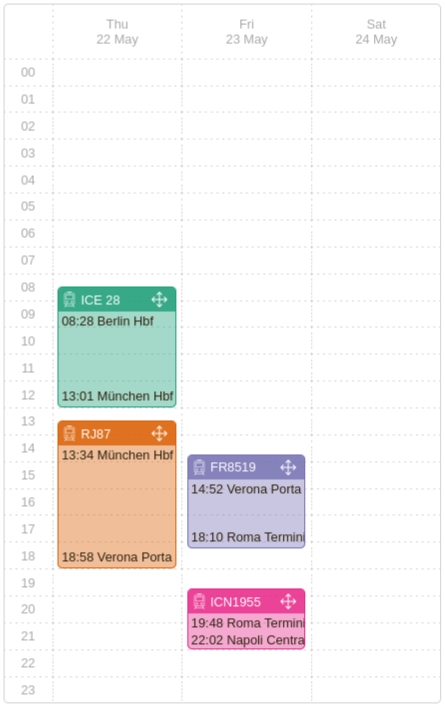 Thu
22 May
Fri
23 May
Sat
24 May
00
01
02
03
04
05
06
07
08
09
10
11
12
13
14
15
16
17
18
19
20
21
22
23
ICE 28
08:28 Berlin Hbf
13:01 München Hbf
RJ87
13:34 München Hbf
18:58 Verona Porta
FR8519
14:52 Verona Porta
18:10 Roma Termini
ICN1955
19:48 Roma Termini
22:02 Napoli Centra